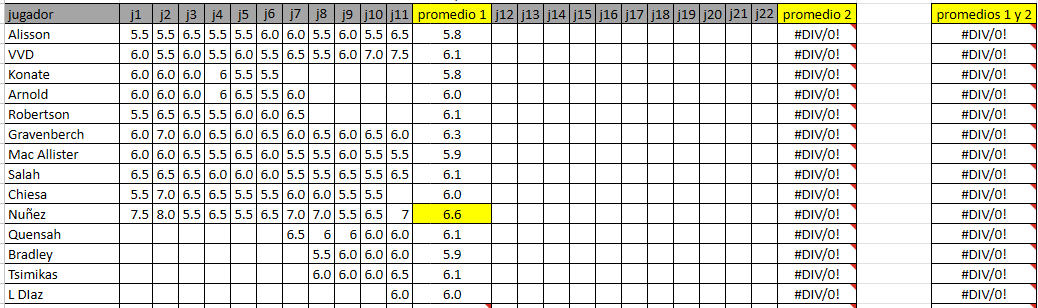 jugador j1 j2 j3 j4 j5 j6 j7 j8 j9 j10 j11 promedio 1 j12 j13 j14 j15 j16 j17 j18 j19 j20 j21 j22 promedio 2 promedios 1 y 2
Alisson 5.5 5.5 6.5 5.5 5.5 6.0 6.0 5.5 6.0 5.5 6.5 5.8 #DIV/0! #DIV/0!
VVD 6.0 5.5 6.0 5.5 6.0 5.5 6.5 5.5 6.0 7.0 7.5 6.1 #DIV/0! #DIV/0!
Konate 6.0 6.0 6.0 6 5.5 5.5 5.8 #DIV/0! #DIV/0!
Arnold 6.0 6.0 6.0 6 6.5 5.5 6.0 6.0 #DIV/0! #DIV/0!
Robertson 5.5 6.5 6.5 5.5 6.0 6.0 6.5 6.1 #DIV/0! #DIV/0!
Gravenberch 6.0 7.0 6.0 6.5 6.0 6.5 6.0 6.5 6.0 6.5 6.0 6.3 #DIV/0! #DIV/0!
Mac Allister 6.0 6.0 6.5 5.5 6.5 6.0 5.5 5.5 6.0 5.5 5.5 5.9 #DIV/0! #DIV/0!
Salah 6.5 6.5 6.5 6.0 6.0 6.0 5.5 5.5 6.5 5.5 6.5 6.1 #DIV/0! #DIV/0!
Chiesa 5.5 7.0 6.5 6.5 5.5 5.5 6.0 6.0 5.5 5.5 6.0 #DIV/0! #DIV/0!
Nuñez 7.5 8.0 5.5 6.5 5.5 6.5 7.0 7.0 5.5 6.5 7 6.6 #DIV/0! #DIV/0!
Quensah 6.5 6 6 6.0 6.0 6.1 #DIV/0! #DIV/0!
Bradley 5.5 6.0 6.0 6.0 5.9 #DIV/0! #DIV/0!
Tsimikas 6.0 6.0 6.0 6.5 6.1 #DIV/0! #DIV/0!
L DIaz 6.0 6.0 #DIV/0! #DIV/0!